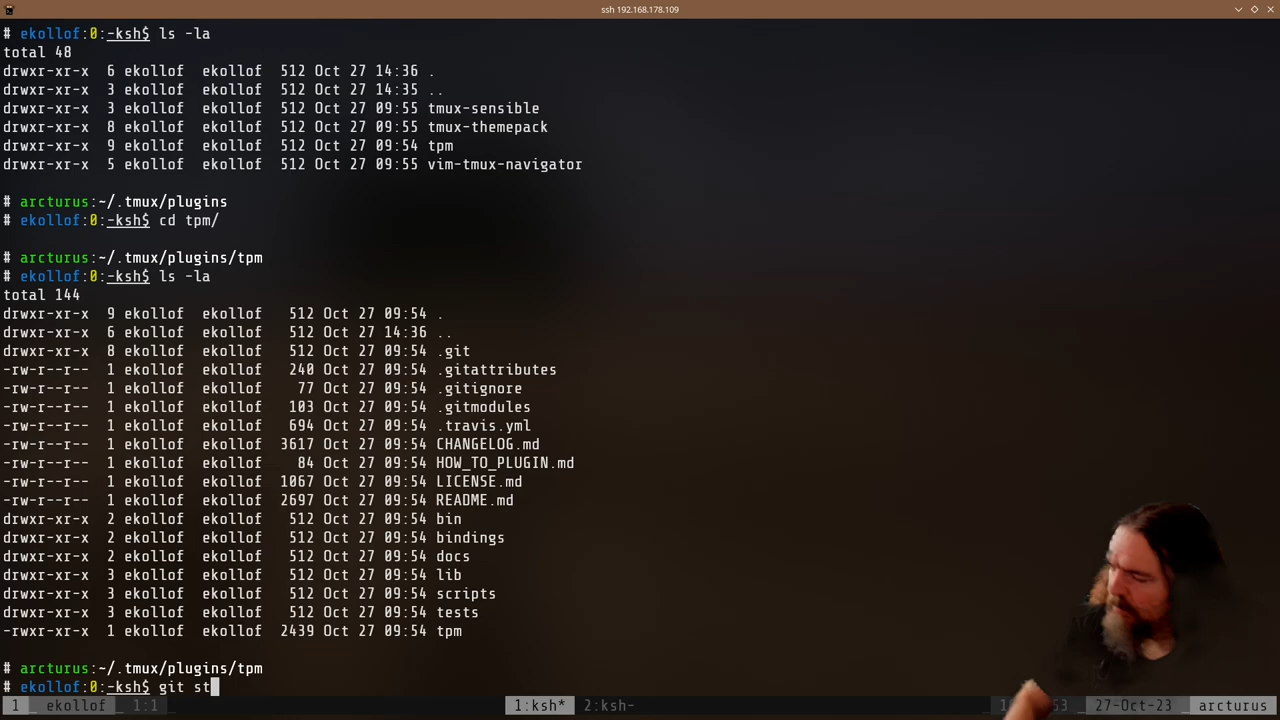 ssh 192.168.178.109
# ekollof:0:-ksh$ ls -la
total 48
drwxr-xr-x  6 ekollof  ekollof  512 Oct 27 14:36 .
drwxr-xr-x  3 ekollof  ekollof  512 Oct 27 14:35 ..
drwxr-xr-x  3 ekollof  ekollof  512 Oct 27 09:55 tmux-sensible
drwxr-xr-x  8 ekollof  ekollof  512 Oct 27 09:55 tmux-themepack
drwxr-xr-x  9 ekollof  ekollof  512 Oct 27 09:54 tpm
drwxr-xr-x  5 ekollof  ekollof  512 Oct 27 09:55 vim-tmux-navigator
# arcturus:~/.tmux/plugins
# ekollof:0:-ksh$ cd tpm/
# arcturus:~/.tmux/plugins/tpm
# ekollof:0:-ksh$ ls -la
total 144
drwxr-xr-x  9 ekollof  ekollof   512 Oct 27 09:54 .
drwxr-xr-x  6 ekollof  ekollof   512 Oct 27 14:36 ..
drwxr-xr-x  8 ekollof  ekollof   512 Oct 27 09:54 .git
-rw-r--r--  1 ekollof  ekollof   240 Oct 27 09:54 .gitattributes
-rw-r--r--  1 ekollof  ekollof    77 Oct 27 09:54 .gitignore
-rw-r--r--  1 ekollof  ekollof   103 Oct 27 09:54 .gitmodules
-rw-r--r--  1 ekollof  ekollof   694 Oct 27 09:54 .travis.yml
-rw-r--r--  1 ekollof  ekollof  3617 Oct 27 09:54 CHANGELOG.md
-rw-r--r--  1 ekollof  ekollof    84 Oct 27 09:54 HOW_TO_PLUGIN.md
-rw-r--r--  1 ekollof  ekollof  1067 Oct 27 09:54 LICENSE.md
-rw-r--r--  1 ekollof  ekollof  2697 Oct 27 09:54 README.md
drwxr-xr-x  2 ekollof  ekollof   512 Oct 27 09:54 bin
drwxr-xr-x  2 ekollof  ekollof   512 Oct 27 09:54 bindings
drwxr-xr-x  2 ekollof  ekollof   512 Oct 27 09:54 docs
drwxr-xr-x  3 ekollof  ekollof   512 Oct 27 09:54 lib
drwxr-xr-x  3 ekollof  ekollof   512 Oct 27 09:54 scripts
drwxr-xr-x  3 ekollof  ekollof   512 Oct 27 09:54 tests
-rwxr-xr-x  1 ekollof  ekollof  2439 Oct 27 09:54 tpm
# arcturus:~/.tmux/plugins/tpm
# ekollof:0:-ksh$ git st
1 ekollof 1:1 1:ksh* 2:ksh- 53 27-Oct-23 arcturus